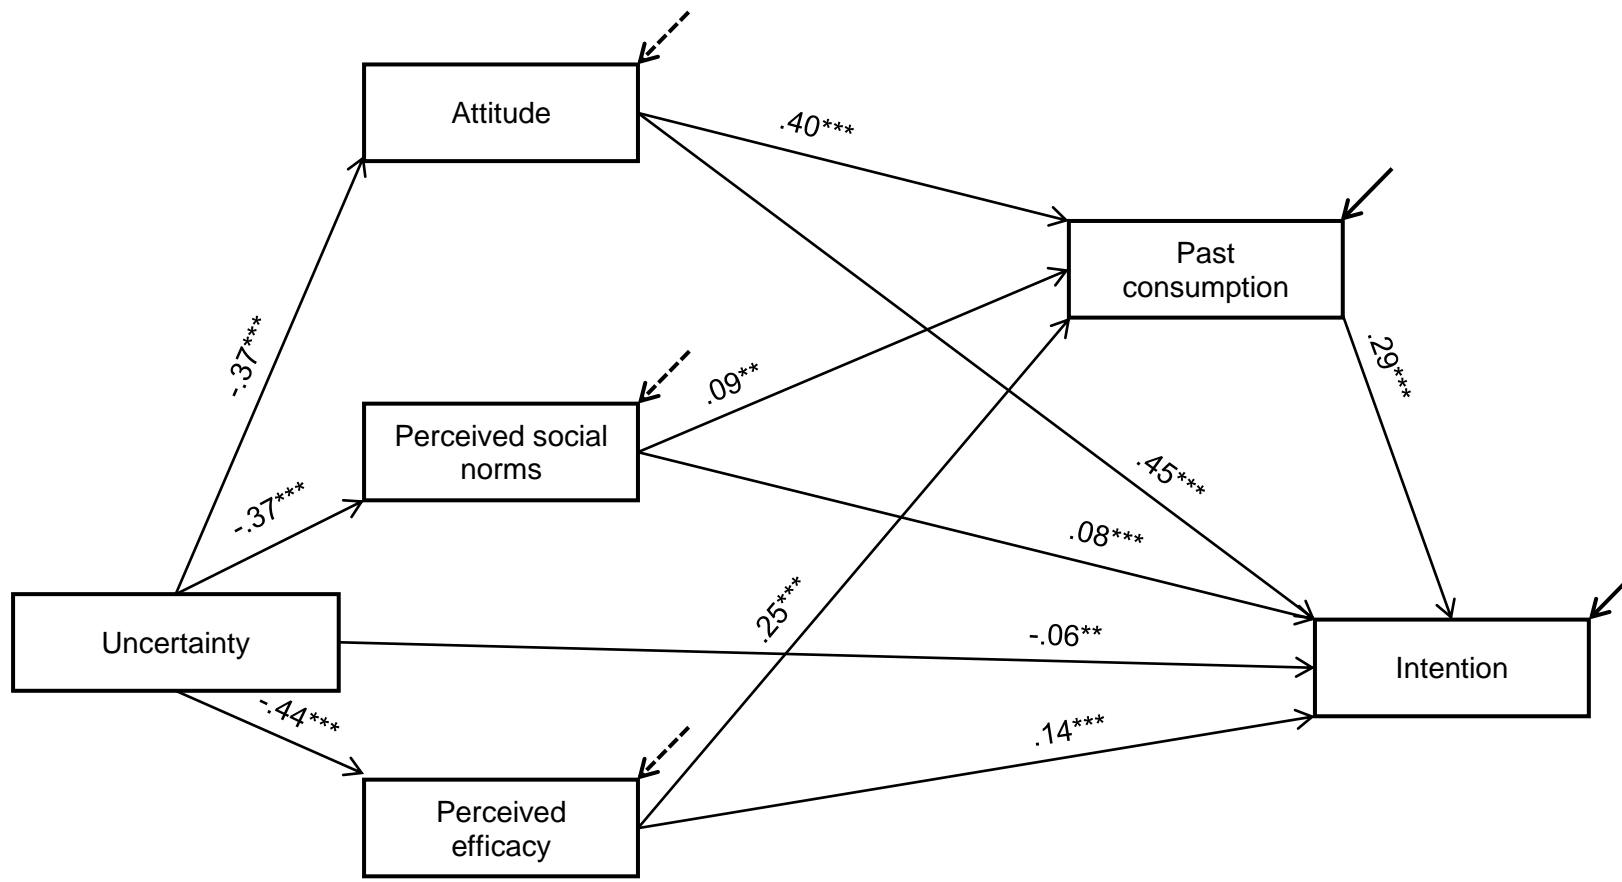 Attitude
.40***
Past
consumption
-.37***
.29***
.09**
Perceived social
norms
.45***
-.37***
.08***
.25***
Uncertainty
-.06**
Intention
-.44***
.14***
Perceived
efficacy